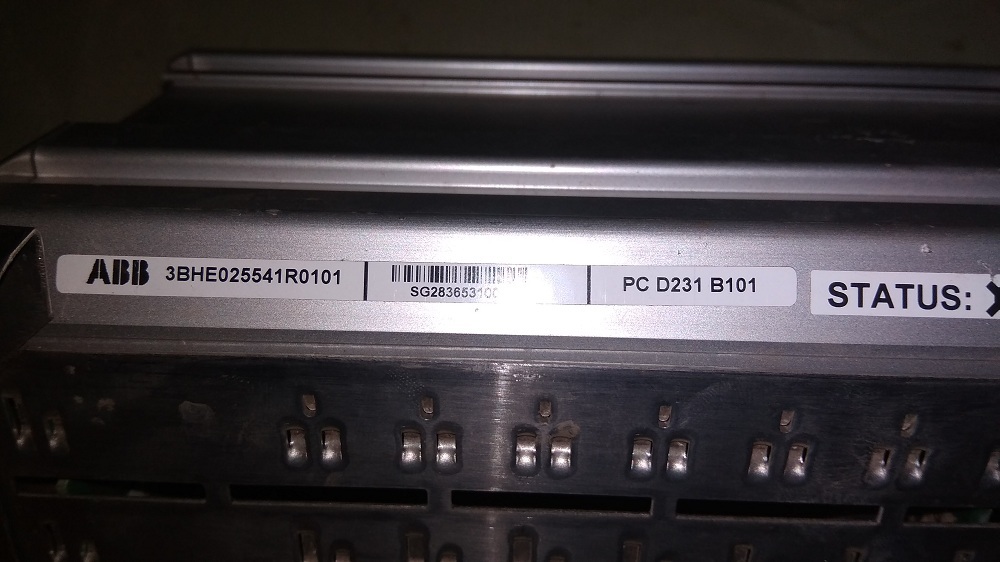 ABB 3BHE025541R0101
PC D231 B101
STATUS: